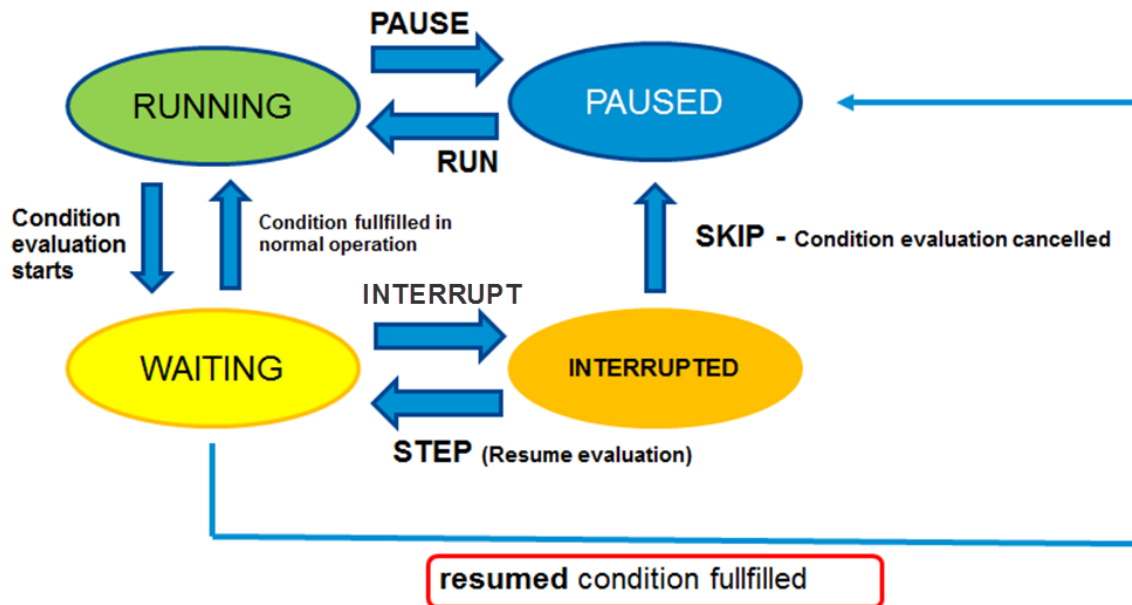 PAUSE
RUNNING
PAUSED
RUN
Condition
evaluation
starts
Condition fullfilled in
normal operation
SKIP - Condition evaluation cancelled
INTERRUPT
WAITING
INTERRUPTED
STEP (Resume evaluation)
resumed condition fullfilled